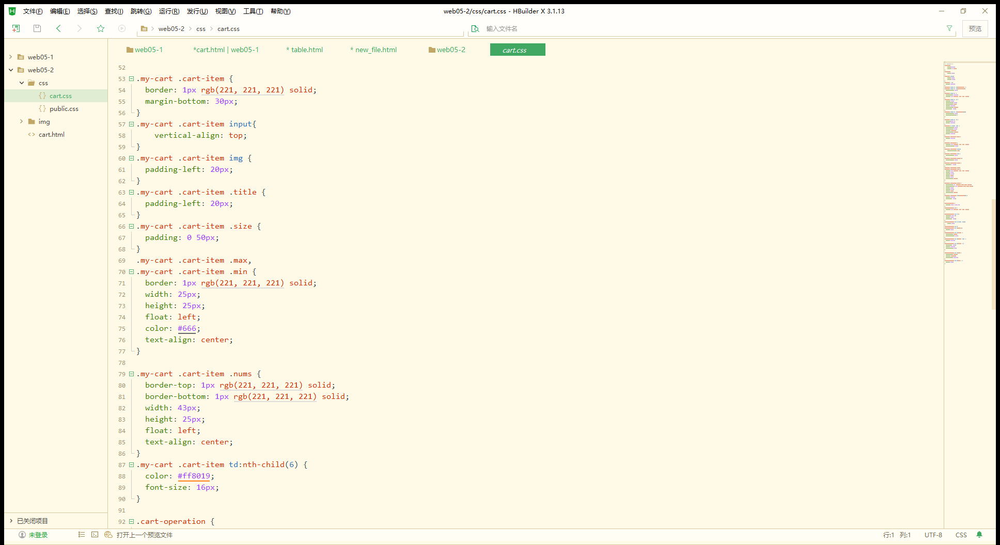 文件(F) 编辑(E) 选择(S) 查找(I) 跳转(G) 运行(R) 发行(U) 视图(V) 工具(T) 帮助(Y)
web05-2/css/cart.css - HBuilder X 3.1.13
web05-2 css cart.css
输入文件名
预览
web05-1
web05-2
css
cart.css
public.css
img
cart.html
web05-1 *cart.html | web05-1 * table.html * new_file.html web05-2 cart.css
52
53 .my-cart .cart-item {
54 border: 1px rgb(221, 221, 221) solid;
55 margin-bottom: 30px;
56 }
57 .my-cart .cart-item input{
58 vertical-align: top;
59 }
60 .my-cart .cart-item img {
61 padding-left: 20px;
62 }
63 .my-cart .cart-item .title {
64 padding-left: 20px;
65 }
66 .my-cart .cart-item .size {
67 padding: 0 50px;
68 }
69 .my-cart .cart-item .max,
70 .my-cart .cart-item .min {
71 border: 1px rgb(221, 221, 221) solid;
72 width: 25px;
73 height: 25px;
74 float: left;
75 color: #666;
76 text-align: center;
77 }
78
79 .my-cart .cart-item .nums {
80 border-top: 1px rgb(221, 221, 221) solid;
81 border-bottom: 1px rgb(221, 221, 221) solid;
82 width: 43px;
83 height: 25px;
84 float: left;
85 text-align: center;
86 }
87 .my-cart .cart-item td:nth-child(6) {
88 color: #ff8019;
89 font-size: 16px;
90 }
91
92 .cart-operation {
已关闭项目
未登录
打开上一个预览文件
行:1 列:1 UTF-8 CSS